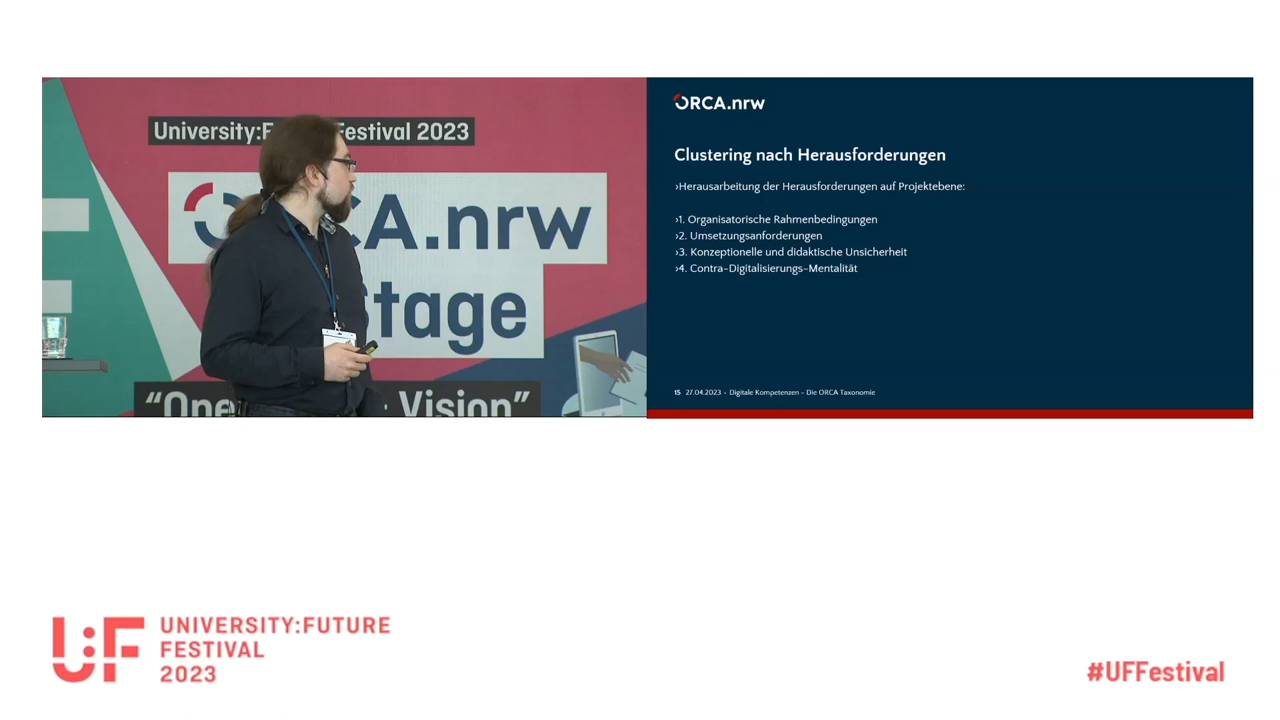 University:F Festival 2023
ORCA.nrw
Stage
“Ope Vision”
ORCA.nrw
Clustering nach Herausforderungen
›Herausarbeitung der Herausforderungen auf Projektebene:
›1. Organisatorische Rahmenbedingungen
›2. Umsetzungsanforderungen
›3. Konzeptionelle und didaktische Unsicherheit
›4. Contra-Digitalisierungs-Mentalität
15 27.04.2023 · Digitale Kompetenzen – Die ORCA Taxonomie
U:F
UNIVERSITY:FUTURE
FESTIVAL
2023
#UFFestival